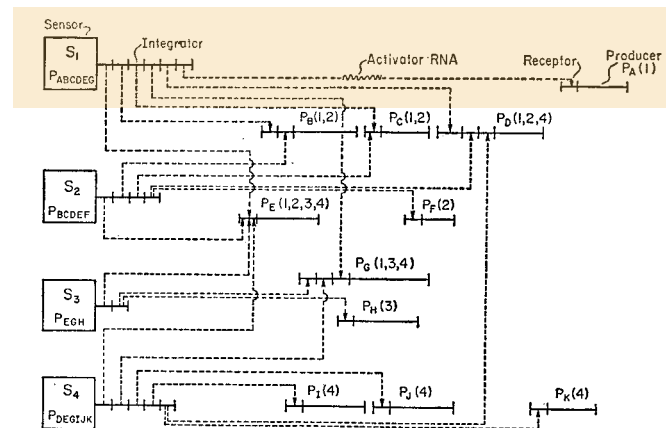 Sensor
S1
PABCDEG
Integrator
Activator RNA
Receptor
Producer
PA(1)
PB(1,2)
PC(1,2)
PD(1,2,4)
S2
PBCDEF
PE(1,2,3,4)
PF(2)
PG(1,3,4)
S3
PEGH
PH(3)
S4
PDEGIJK
PI(4)
PJ(4)
PK(4)